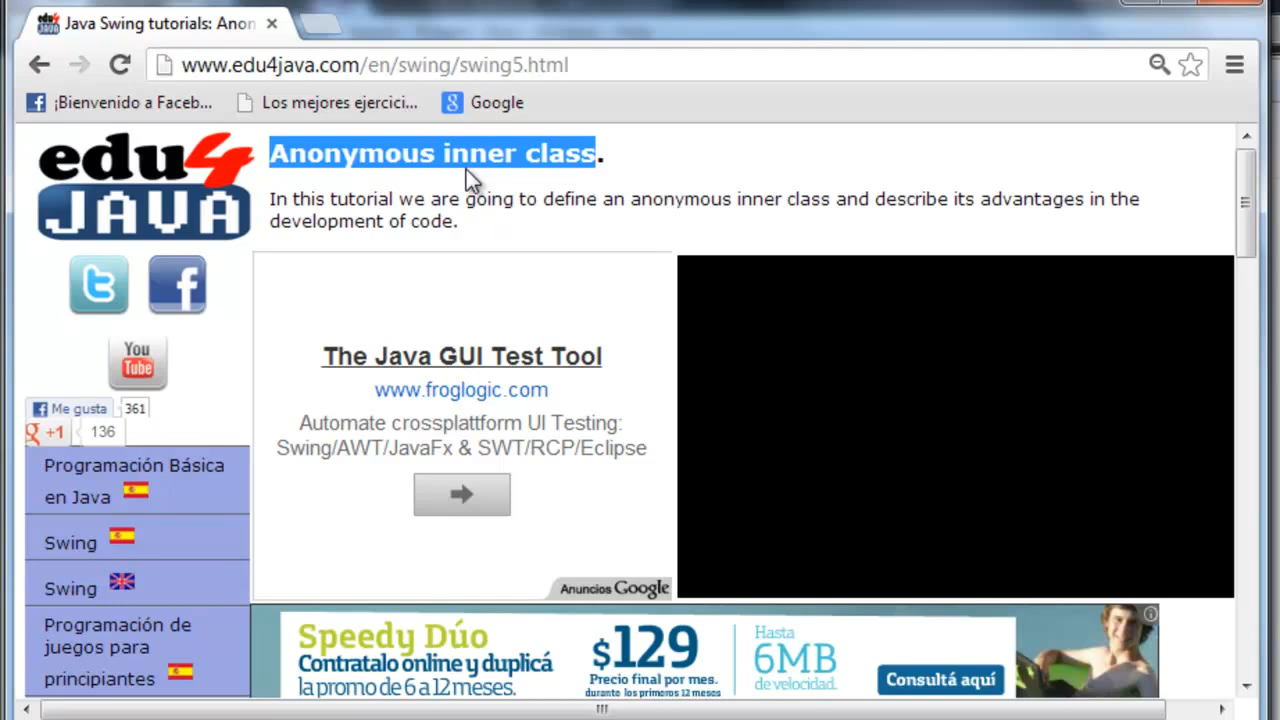 Java Swing tutorials: Anon
www.edu4java.com/en/swing/swing5.html
¡Bienvenido a Faceb...
Los mejores ejercici...
Google
edu4
JAVA
Anonymous inner class.
In this tutorial we are going to define an anonymous inner class and describe its advantages in the
development of code.
You
Tube
Me gusta
361
+1
136
Programación Básica
en Java
Swing
Swing
Programación de
juegos para
principiantes
The Java GUI Test Tool
www.froglogic.com
Automate crossplattform UI Testing:
Swing/AWT/JavaFx & SWT/RCP/Eclipse
Anuncios Google
Speedy Dúo
Contratalo online y duplicá
la promo de 6 a 12 meses.
$129
Precio final por mes.
durante los primeros 12 meses
Hasta
6MB
de velocidad.
Consultá aquí